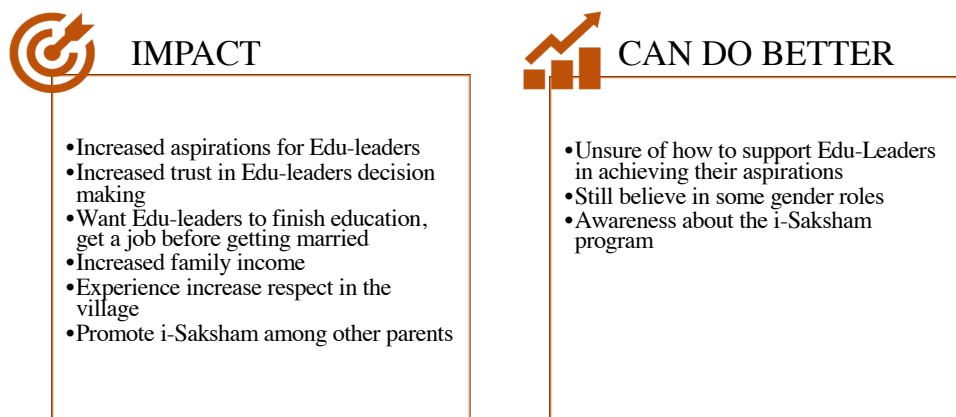 IMPACT
•Increased aspirations for Edu-leaders
•Increased trust in Edu-leaders decision
making
•Want Edu-leaders to finish education,
get a job before getting married
•Increased family income
•Experience increase respect in the
village
•Promote i-Saksham among other parents
CAN DO BETTER
•Unsure of how to support Edu-Leaders
in achieving their aspirations
•Still believe in some gender roles
•Awareness about the i-Saksham
program